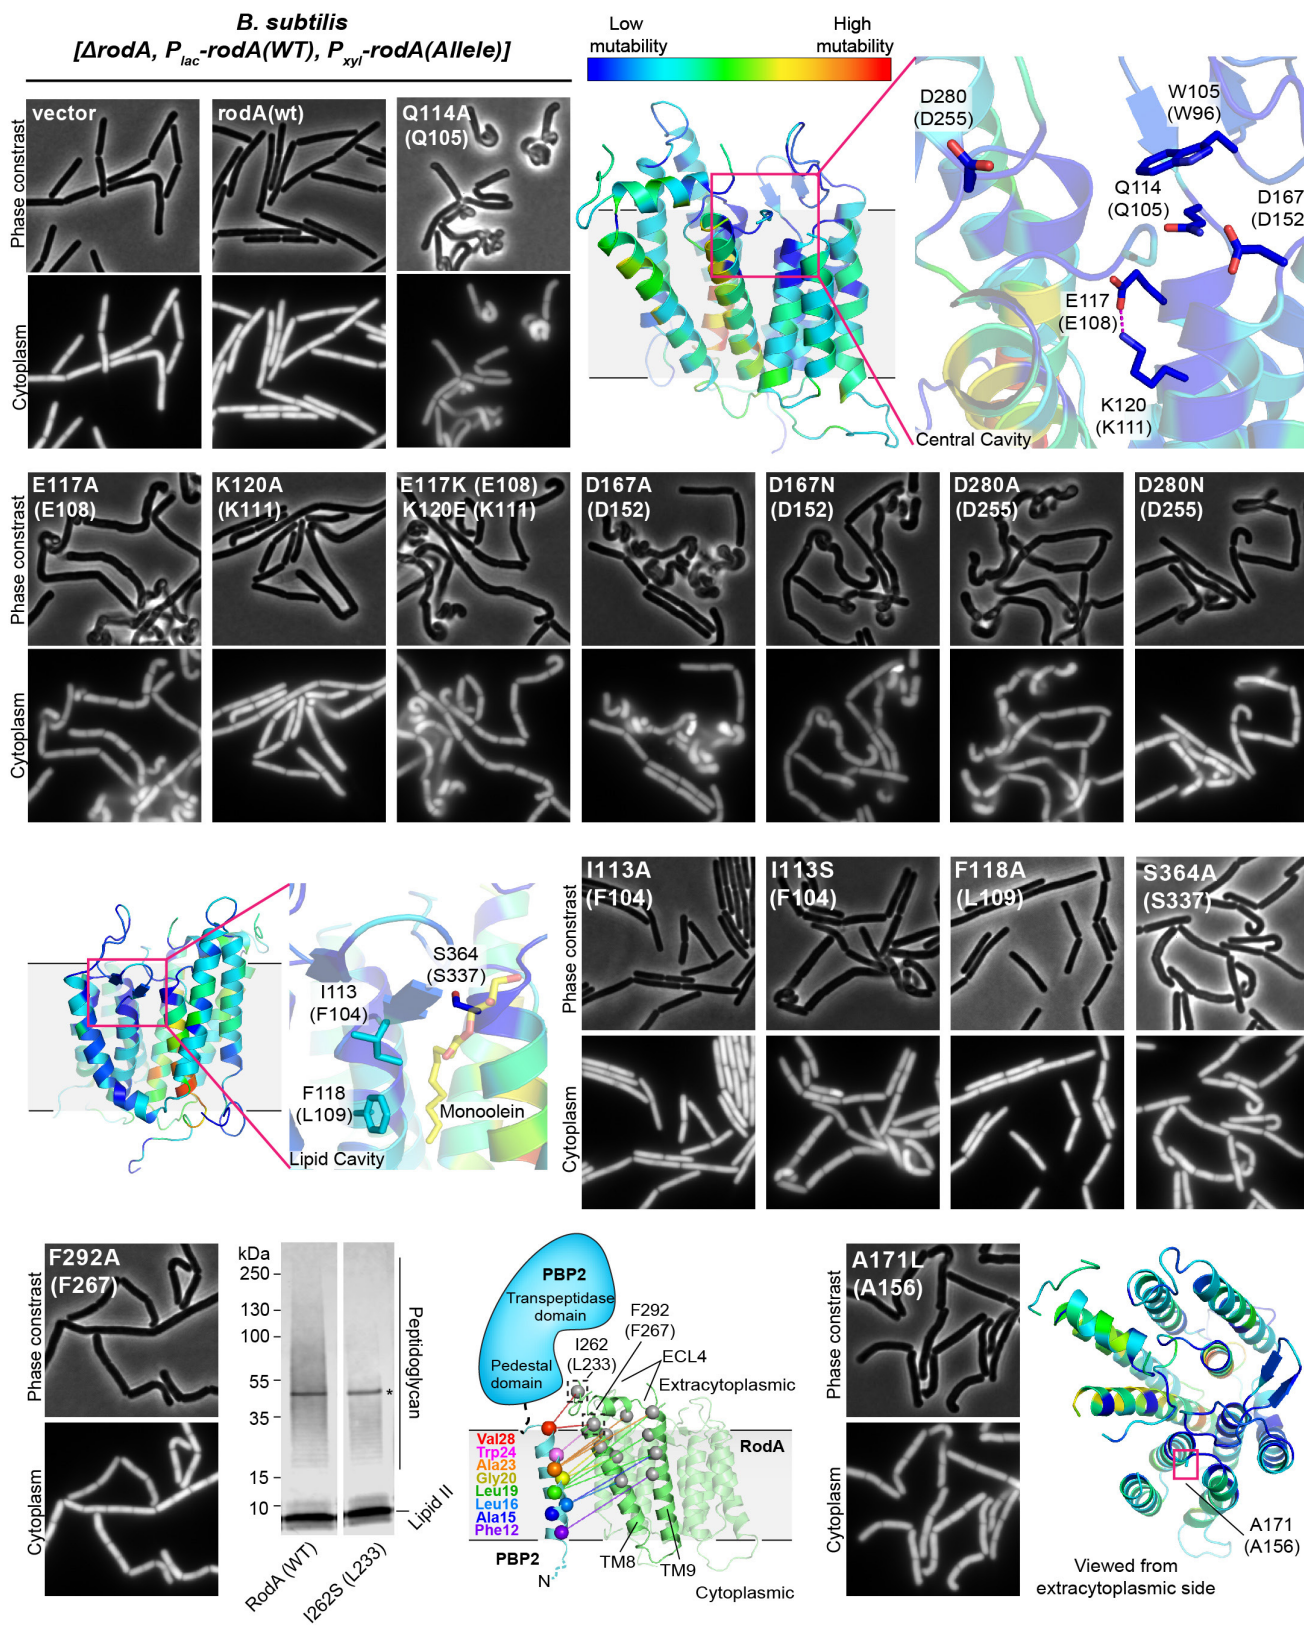 B. subtilis
[ΔrodA, Plac-rodA(WT), Pxyl-rodA(Allele)]
Low
mutability
High
mutability
Phase constrast
Cytoplasm
vector
rodA(wt)
Q114A
(Q105)
D280
(D255)
W105
(W96)
Q114
(Q105)
D167
(D152
E117
(E108)
K120
(K111)
Central Cavity
Phase constrast
Cytoplasm
E117A
(E108)
K120A
(K111)
E117K (E108)
K120E (K111)
D167A
(D152)
D167N
(D152)
D280A
(D255)
D280N
(D255)
S364
(S337)
I113
(F104)
F118
(L109)
Monoolein
Lipid Cavity
Phase constrast
Cytoplasm
I113A
(F104)
I113S
(F104)
F118A
(L109)
S364A
(S337)
Phase constrast
Cytoplasm
F292A
(F267)
kDa
250
130
100
55
35
15
10
*
Peptidoglycan
Lipid II
RodA (WT)
I262S (L233)
PBP2
Transpeptidase
domain
Pedestal
domain
F292
(F267)
I262
(L233)
ECL4
Extracytoplasmic
RodA
Val28
Trp24
Ala23
Gly20
Leu19
Leu16
Ala15
Phe12
PBP2
N
TM8
TM9
Cytoplasmic
Phase constrast
Cytoplasm
A171L
(A156)
A171
(A156)
Viewed from
extracytoplasmic side